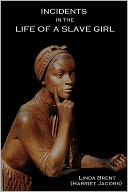 INCIDENTS
IN THE
LIFE OF A SLAVE GIRL
LINDA BRENT
(HARRIET JACOBS)